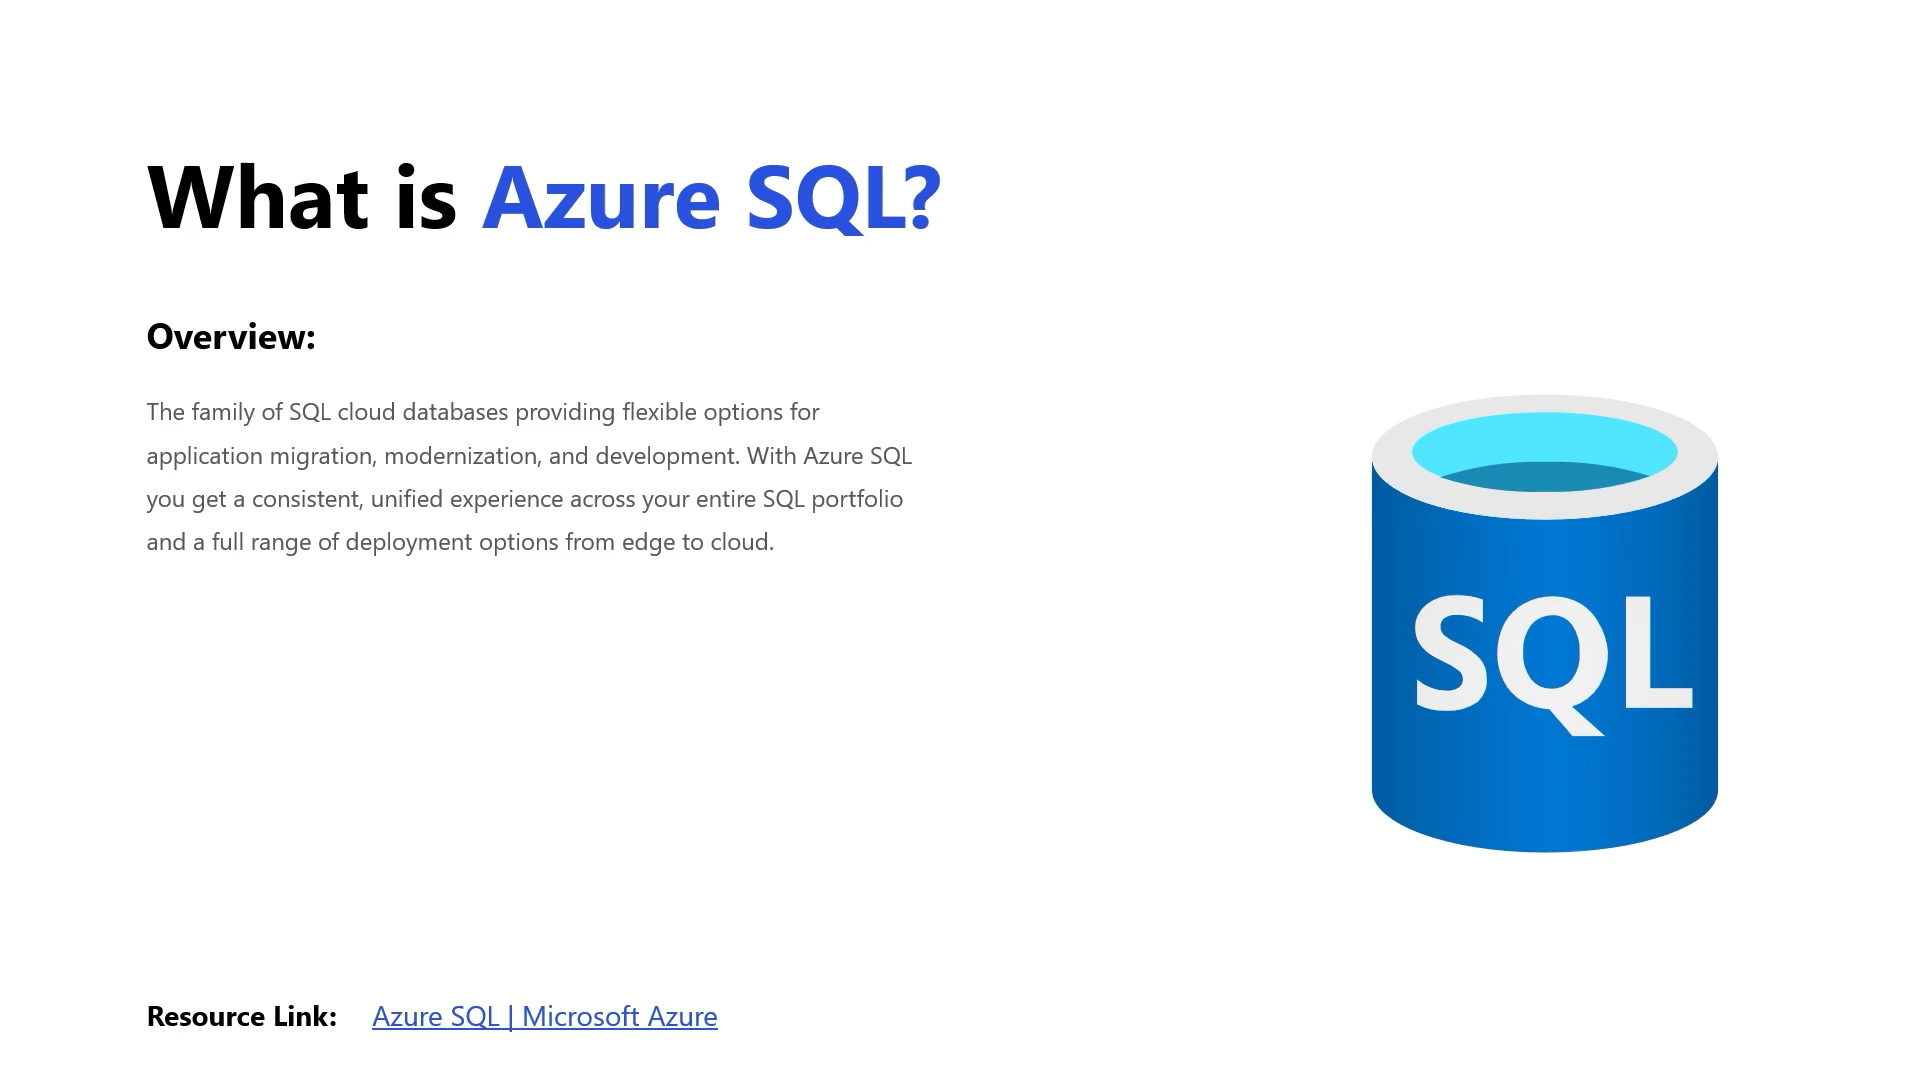 What is Azure SQL?
Overview:
The family of SQL cloud databases providing flexible options for
application migration, modernization, and development. With Azure SQL
you get a consistent, unified experience across your entire SQL portfolio
and a full range of deployment options from edge to cloud.
SQL
Resource Link: Azure SQL | Microsoft Azure